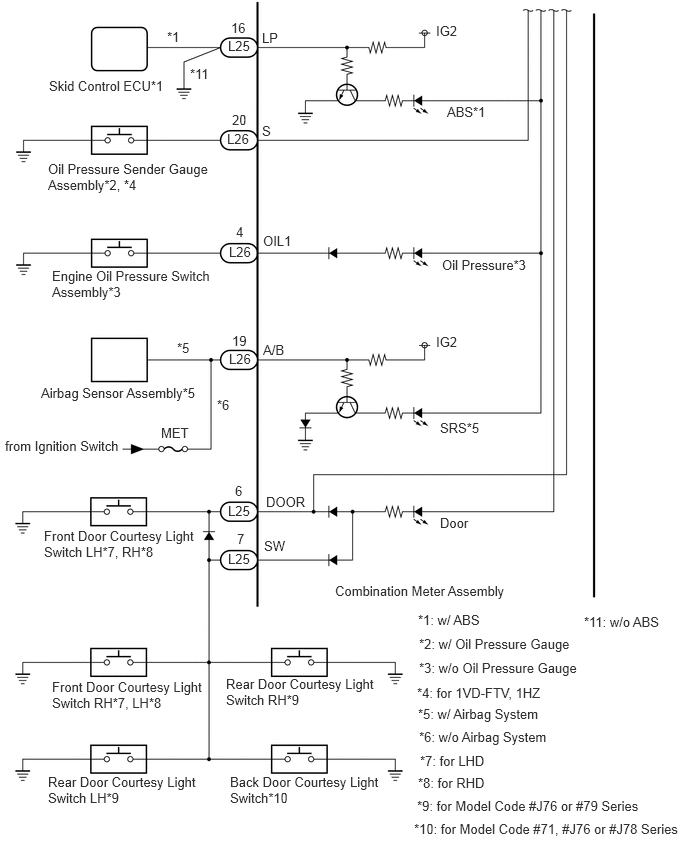 16
*1
L25
LP
IG2
*11
Skid Control ECU*1
ABS*1
20
L26
S
Oil Pressure Sender Gauge
Assembly*2, *4
4
L26
OIL1
Oil Pressure*3
Engine Oil Pressure Switch
Assembly*3
19
*5
L26
A/B
IG2
Airbag Sensor Assembly*5
*6
SRS*5
MET
from Ignition Switch
6
L25
DOOR
Door
Front Door Courtesy Light
Switch LH*7, RH*8
7
L25
SW
Combination Meter Assembly
*1: w/ ABS
*11: w/o ABS
*2: w/ Oil Pressure Gauge
*3: w/o Oil Pressure Gauge
*4: for 1VD-FTV, 1HZ
*5: w/ Airbag System
*6: w/o Airbag System
*7: for LHD
*8: for RHD
*9: for Model Code #J76 or #79 Series
*10: for Model Code #71, #J76 or #J78 Series
Front Door Courtesy Light
Switch RH*7, LH*8
Rear Door Courtesy Light
Switch RH*9
Rear Door Courtesy Light
Switch LH*9
Back Door Courtesy Light
Switch*10